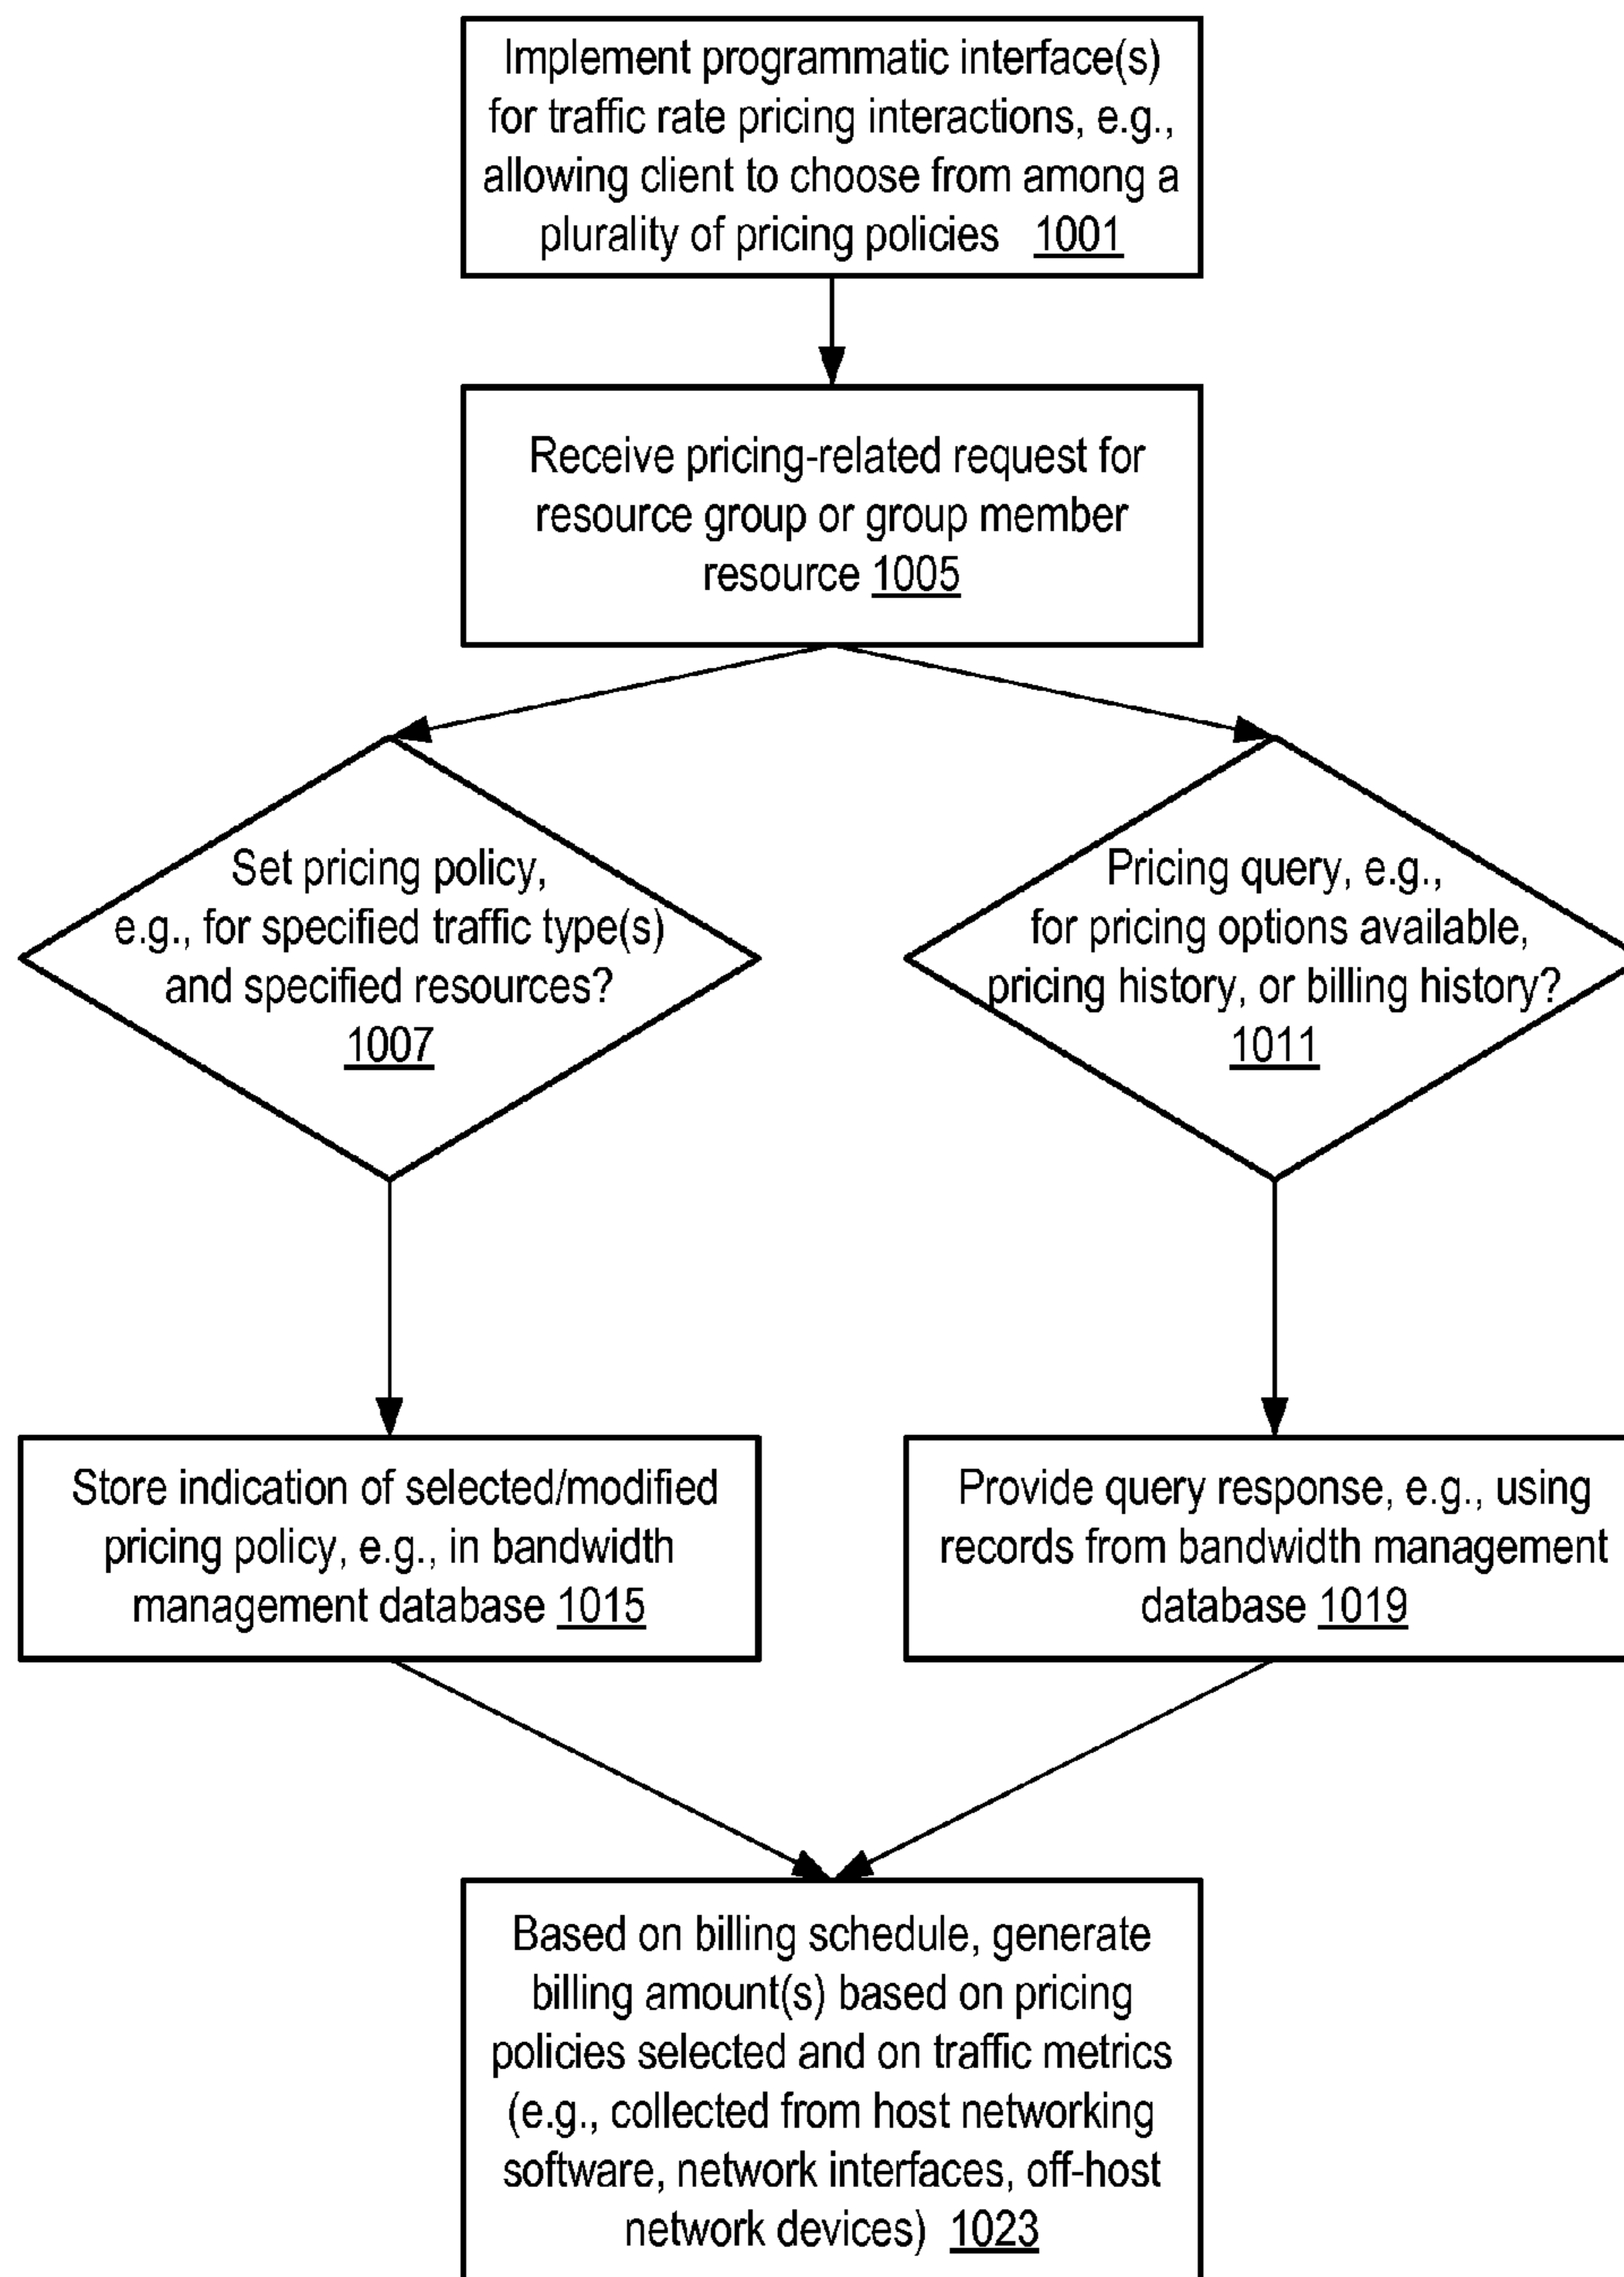 Implement programmatic interface(s)
for traffic rate pricing interactions, e.g.,
allowing client to choose from among a
plurality of pricing policies 1001
Receive pricing-related request for
resource group or group member
resource 1005
Set pricing policy,
e.g., for specified traffic type(s)
and specified resources?
1007
Pricing query, e.g.,
for pricing options available,
pricing history, or billing history?
1011
Store indication of selected/modified
pricing policy, e.g., in bandwidth
management database 1015
Provide query response, e.g., using
records from bandwidth management
database 1019
Based on billing schedule, generate
billing amount(s) based on pricing
policies selected and on traffic metrics
(e.g., collected from host networking
software, network interfaces, off-host
network devices) 1023